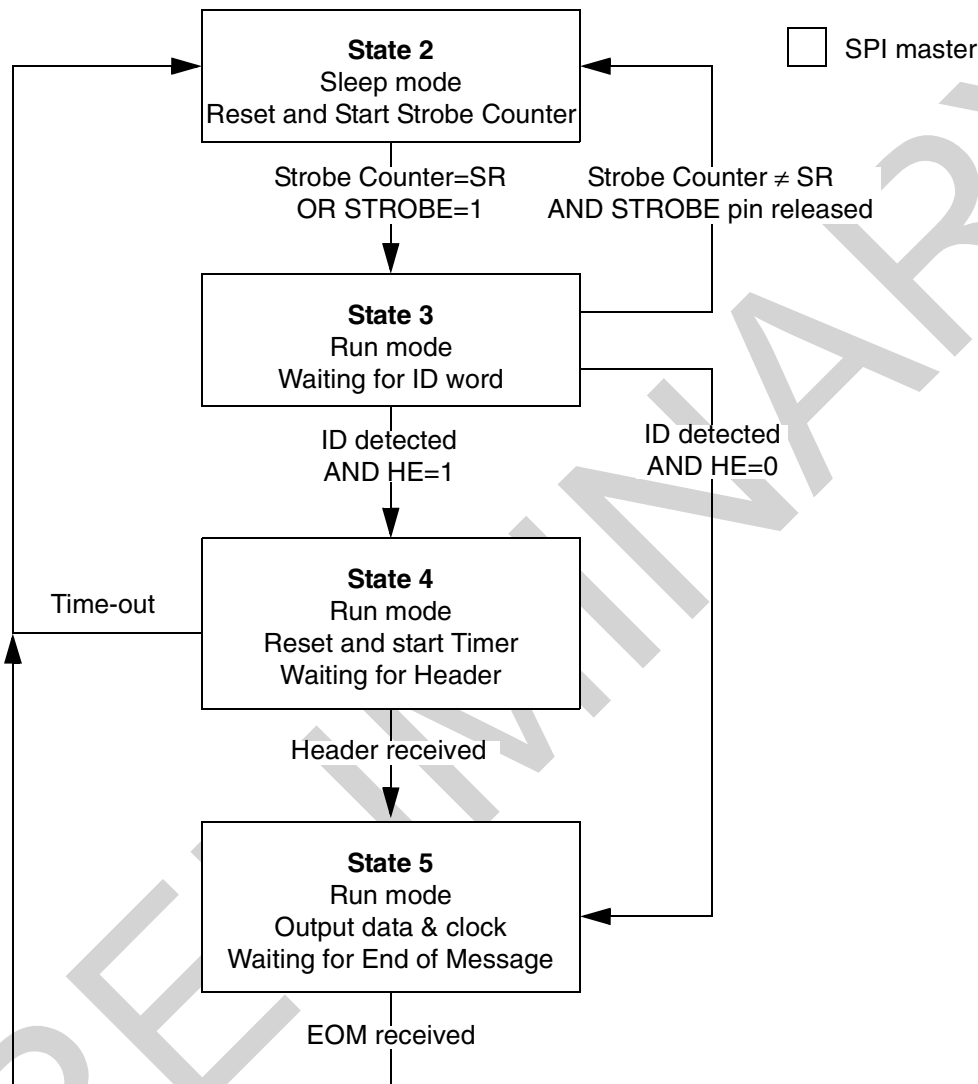 State 2
Sleep mode
Reset and Start Strobe Counter
SPI master
Strobe Counter=SR
OR STROBE=1
Strobe Counter ≠ SR
AND STROBE pin released
State 3
Run mode
Waiting for ID word
ID detected
AND HE=1
ID detected
AND HE=0
State 4
Run mode
Reset and start Timer
Waiting for Header
Time-out
Header received
State 5
Run mode
Output data & clock
Waiting for End of Message
EOM received